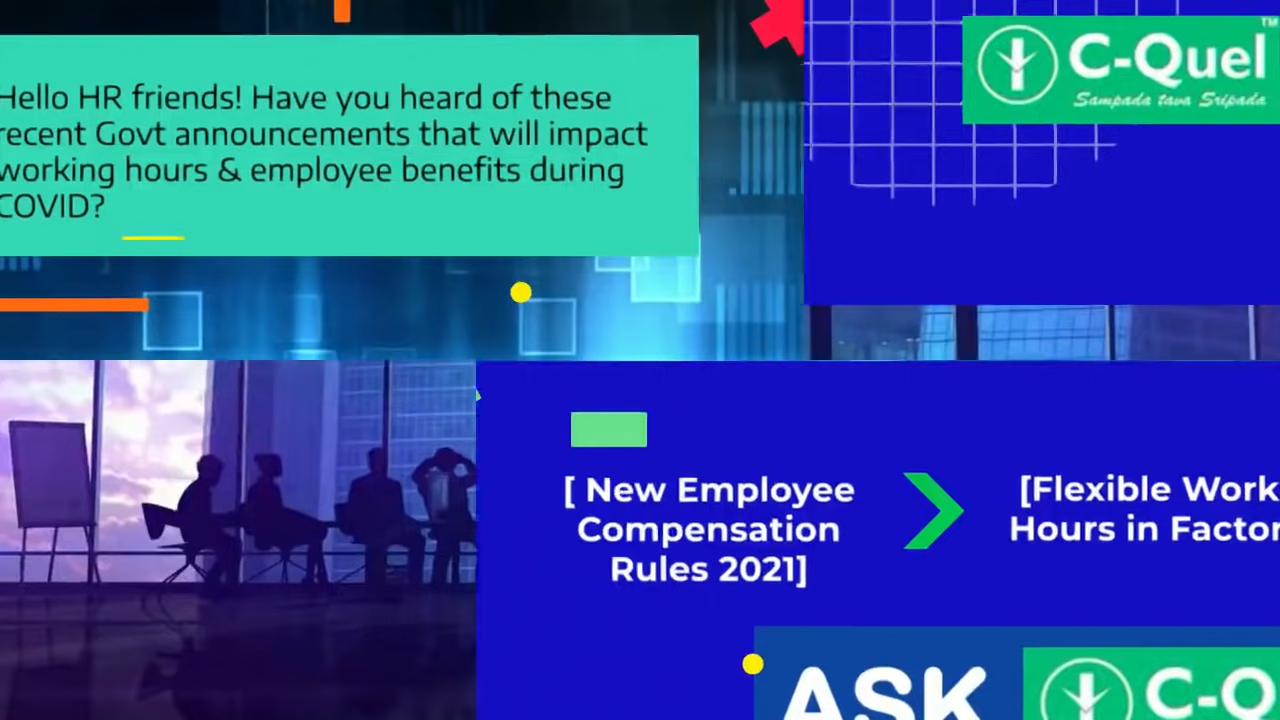 Hello HR friends! Have you heard of these
recent Govt announcements that will impact
working hours & employee benefits during
COVID?
TM
C-Quel
Sampada tava Sripada
[ New Employee
Compensation
Rules 2021]
[Flexible Work
Hours in Factor
ASK
C-Q